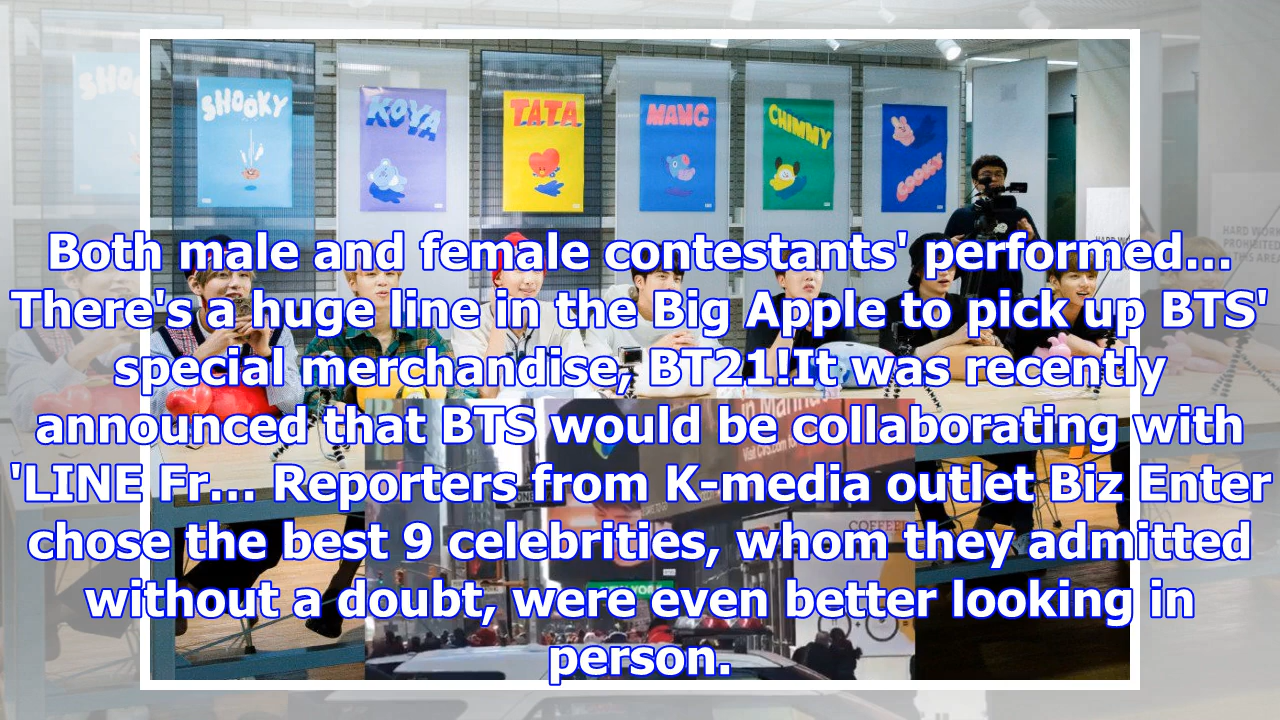 SHOOKY
KOYA
TATA
MANG
CHIMMY
COOKY
Both male and female contestants' performed...
There's a huge line in the Big Apple to pick up BTS'
special merchandise, BT21!It was recently
announced that BTS would be collaborating with
'LINE Fr... Reporters from K-media outlet Biz Enter
chose the best 9 celebrities, whom they admitted
without a doubt, were even better looking in
person.